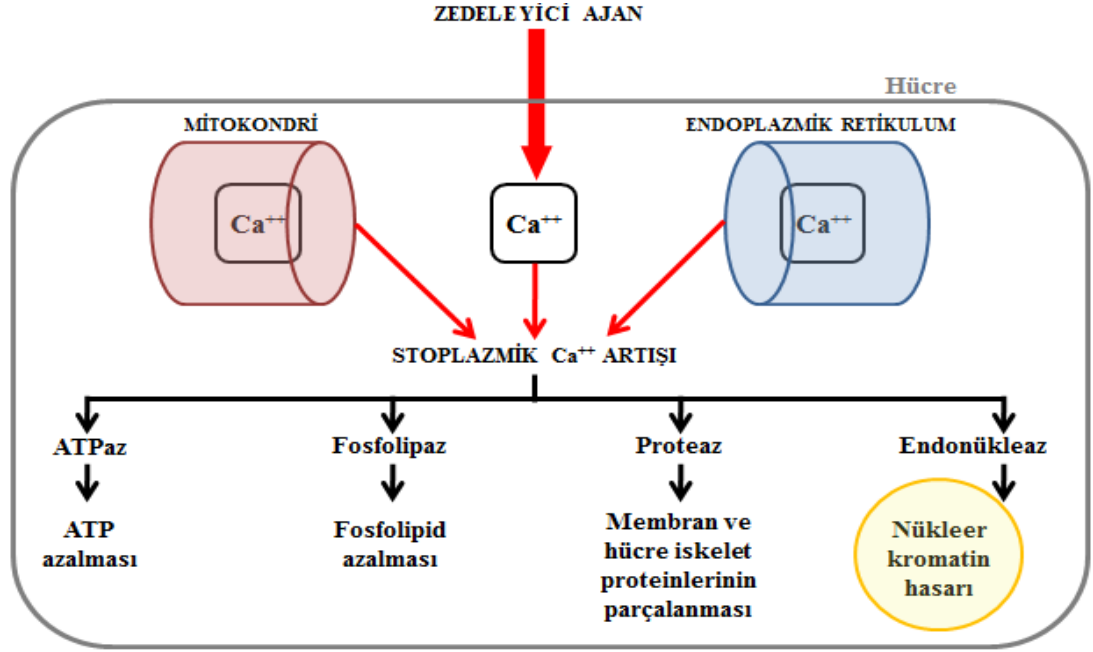 ZEDELEYİCİ AJAN
Hücre
MİTOKONDRİ
ENDOPLAZMİK RETİKULUM
Ca⁺⁺
Ca⁺⁺
Ca⁺⁺
STOPLAZMİK Ca⁺⁺ ARTIŞI
ATPaz
Fosfolipaz
Proteaz
Endonükleaz
ATP
azalması
Fosfolipid
azalması
Membran ve
hücre iskelet
proteinlerinin
parçalanması
Nükleer
kromatin
hasarı